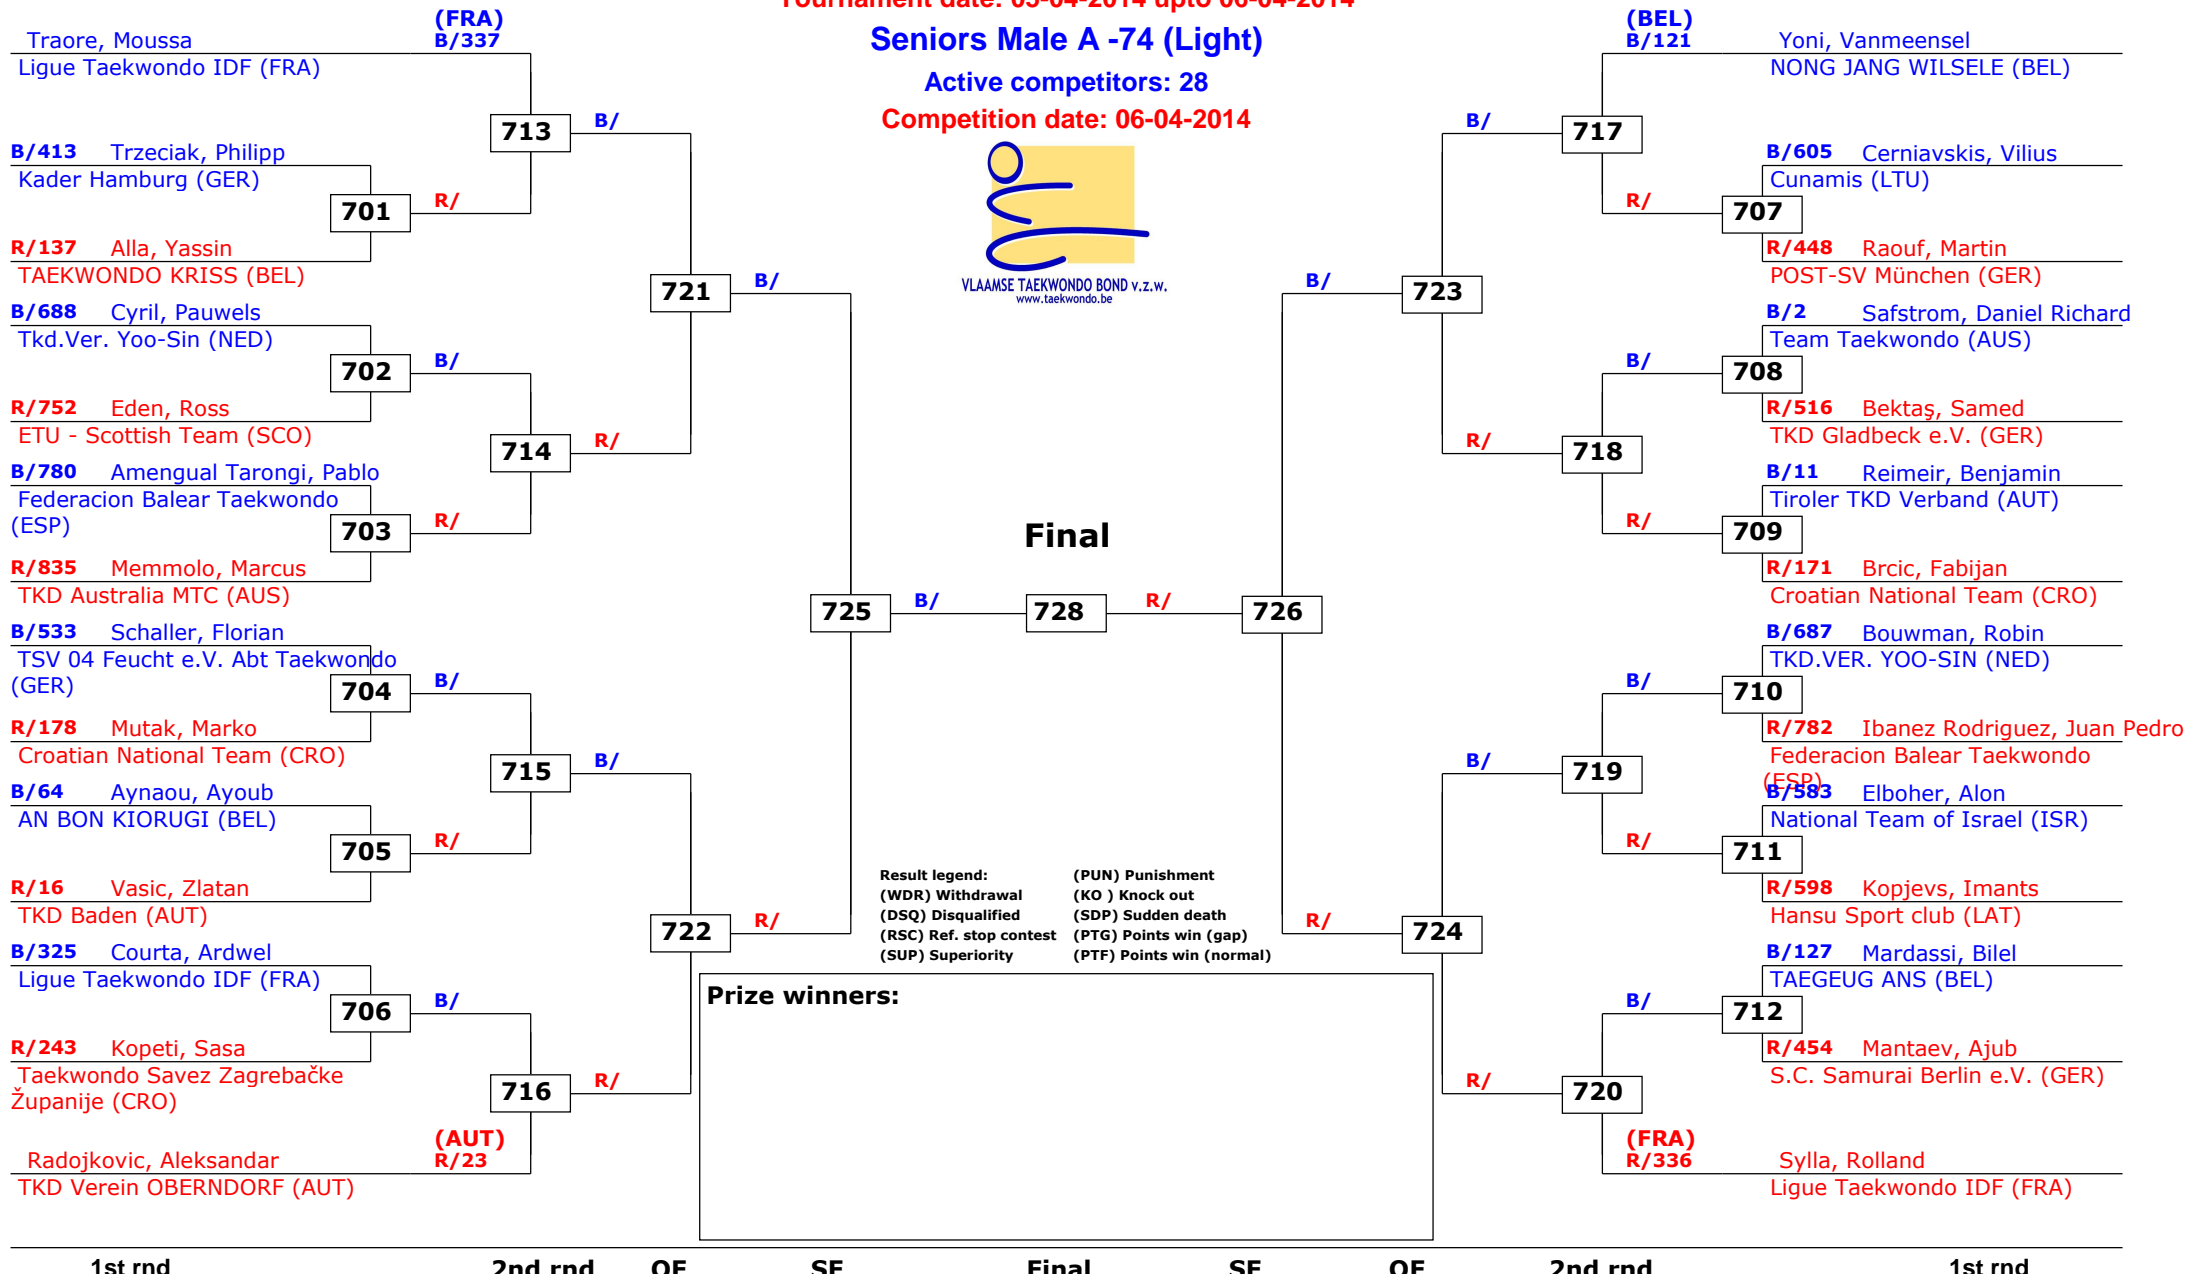 Tournament date: 05-04-2014 upto 06-04-2014
Seniors Male A -74 (Light)
Active competitors: 28
Competition date: 06-04-2014
VLAAMSE TAEKWONDO BOND v.z.w.
www.taekwondo.be
(FRA)
Traore, Moussa B/337
Ligue Taekwondo IDF (FRA)
713 B/
B/413 Trzeciak, Philipp
Kader Hamburg (GER)
701 R/
R/137 Alla, Yassin
TAEKWONDO KRISS (BEL)
721 B/
B/688 Cyril, Pauwels
Tkd.Ver. Yoo-Sin (NED)
702 B/
R/752 Eden, Ross
ETU - Scottish Team (SCO)
714 R/
B/780 Amengual Tarongi, Pablo
Federacion Balear Taekwondo
(ESP)
703 R/
R/835 Memmolo, Marcus
TKD Australia MTC (AUS)
725 B/
B/533 Schaller, Florian
TSV 04 Feucht e.V. Abt Taekwondo
(GER)
704 B/
R/178 Mutak, Marko
Croatian National Team (CRO)
715 B/
B/64 Aynaou, Ayoub
AN BON KIORUGI (BEL)
705 R/
R/16 Vasic, Zlatan
TKD Baden (AUT)
722 R/
B/325 Courta, Ardwel
Ligue Taekwondo IDF (FRA)
706 B/
R/243 Kopeti, Sasa
Taekwondo Savez Zagrebačke
Županije (CRO)
716 R/
(AUT)
Radojkovic, Aleksandar R/23
TKD Verein OBERNDORF (AUT)
Final
728
(BEL)
B/121 Yoni, Vanmeensel
NONG JANG WILSELE (BEL)
B/ 717
B/605 Cerniavskis, Vilius
Cunamis (LTU)
R/ 707
R/448 Raouf, Martin
POST-SV München (GER)
B/ 723
B/2 Safstrom, Daniel Richard
Team Taekwondo (AUS)
B/ 708
R/516 Bektaş, Samed
TKD Gladbeck e.V. (GER)
R/ 718
B/11 Reimeir, Benjamin
Tiroler TKD Verband (AUT)
R/ 709
R/171 Brcic, Fabijan
Croatian National Team (CRO)
R/ 726
B/687 Bouwman, Robin
TKD.VER. YOO-SIN (NED)
B/ 710
R/782 Ibanez Rodriguez, Juan Pedro
Federacion Balear Taekwondo
(ESP)
B/ 719
B/583 Elboher, Alon
National Team of Israel (ISR)
R/ 711
R/598 Kopjevs, Imants
Hansu Sport club (LAT)
R/ 724
B/127 Mardassi, Bilel
TAEGEUG ANS (BEL)
B/ 712
R/454 Mantaev, Ajub
S.C. Samurai Berlin e.V. (GER)
R/ 720
(FRA)
R/336 Sylla, Rolland
Ligue Taekwondo IDF (FRA)
Result legend: (PUN) Punishment
(WDR) Withdrawal (KO ) Knock out
(DSQ) Disqualified (SDP) Sudden death
(RSC) Ref. stop contest (PTG) Points win (gap)
(SUP) Superiority (PTF) Points win (normal)
Prize winners:
1st rnd 2nd rnd QF SF Final SF QF 2nd rnd 1st rnd